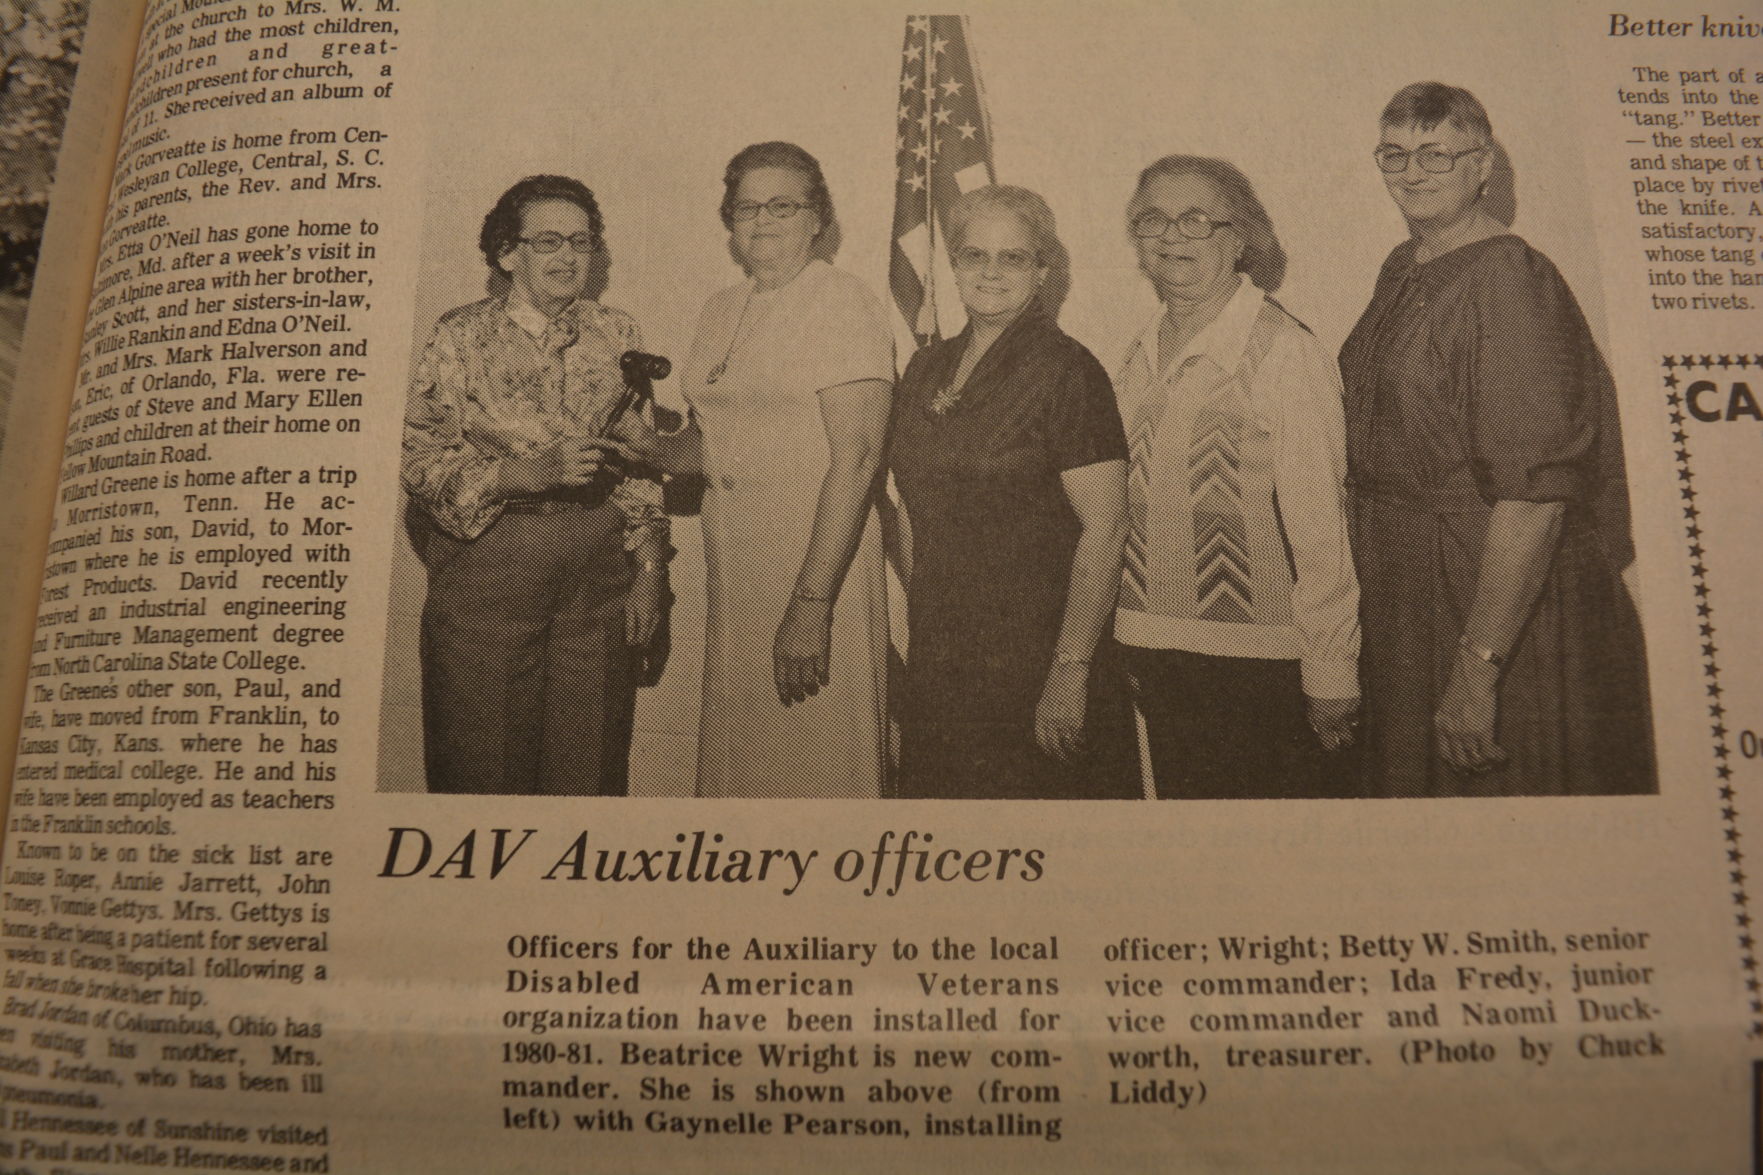 at the church to Mrs. W. M.
who had the most children,
and great-
present for church, a
of 11. She received an album of
music.
Gorveatte is home from Cen-
Wesleyan College, Central, S. C.
his parents, the Rev. and Mrs.
Gorveatte.
Mrs. Etta O'Neil has gone home to
Md. after a week's visit in
Glen Alpine area with her brother,
Scott, and her sisters-in-law,
Willie Rankin and Edna O'Neil.
Mr. and Mrs. Mark Halverson and
Eric, of Orlando, Fla. were re-
guests of Steve and Mary Ellen
and children at their home on
Mountain Road.
Willard Greene is home after a trip
Morristown, Tenn. He ac-
his son, David, to Mor-
where he is employed with
Products. David recently
an industrial engineering
Furniture Management degree
North Carolina State College.
The Greene's other son, Paul, and
have moved from Franklin, to
Kansas City, Kans. where he has
medical college. He and his
have been employed as teachers
the Franklin schools.
Known to be on the sick list are
Louise Roper, Annie Jarrett, John
Toney, Vonnie Gettys. Mrs. Gettys is
home after being a patient for several
weeks at Grace Hospital following a
fall when she broke her hip.
Brad Jordan of Columbus, Ohio has
visiting his mother, Mrs.
Jordan, who has been ill
Hennessee of Sunshine visited
Paul and Nelle Hennessee and
DAV Auxiliary officers
Officers for the Auxiliary to the local
Disabled American Veterans
organization have been installed for
1980-81. Beatrice Wright is new com-
mander. She is shown above (from
left) with Gaynelle Pearson, installing
officer; Wright; Betty W. Smith, senior
vice commander; Ida Fredy, junior
vice commander and Naomi Duck-
worth, treasurer. (Photo by Chuck
Liddy)
Better
The part of
tends into the
"tang." Better
— the steel
and shape of
place by
the knife.
satisfactory,
whose tang
into the
two rivets.
CA